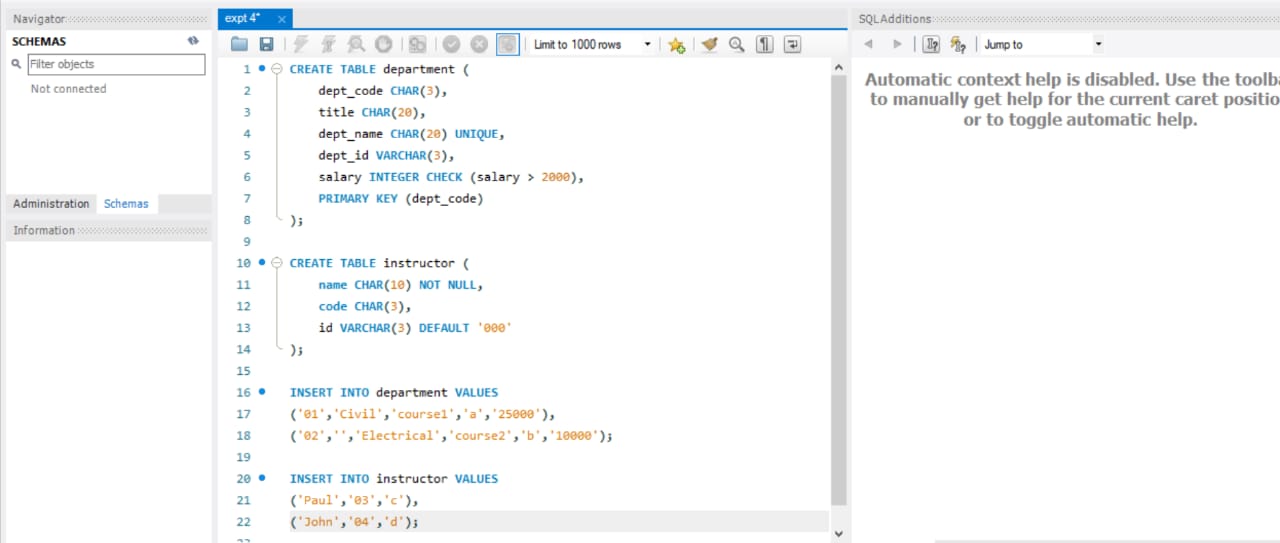 Navigator
SCHEMAS
Filter objects
Not connected
Administration Schemas
Information
expt 4*
Limit to 1000 rows
1 CREATE TABLE department (
2 dept_code CHAR(3),
3 title CHAR(20),
4 dept_name CHAR(20) UNIQUE,
5 dept_id VARCHAR(3),
6 salary INTEGER CHECK (salary > 2000),
7 PRIMARY KEY (dept_code)
8 );
9
10 CREATE TABLE instructor (
11 name CHAR(10) NOT NULL,
12 code CHAR(3),
13 id VARCHAR(3) DEFAULT '000'
14 );
15
16 INSERT INTO department VALUES
17 ('01','Civil','course1','a','25000'),
18 ('02','','Electrical','course2','b','10000');
19
20 INSERT INTO instructor VALUES
21 ('Paul','03','c'),
22 ('John','04','d');
SQLAdditions
Jump to
Automatic context help is disabled. Use the
to manually get help for the current caret
or to toggle automatic help.